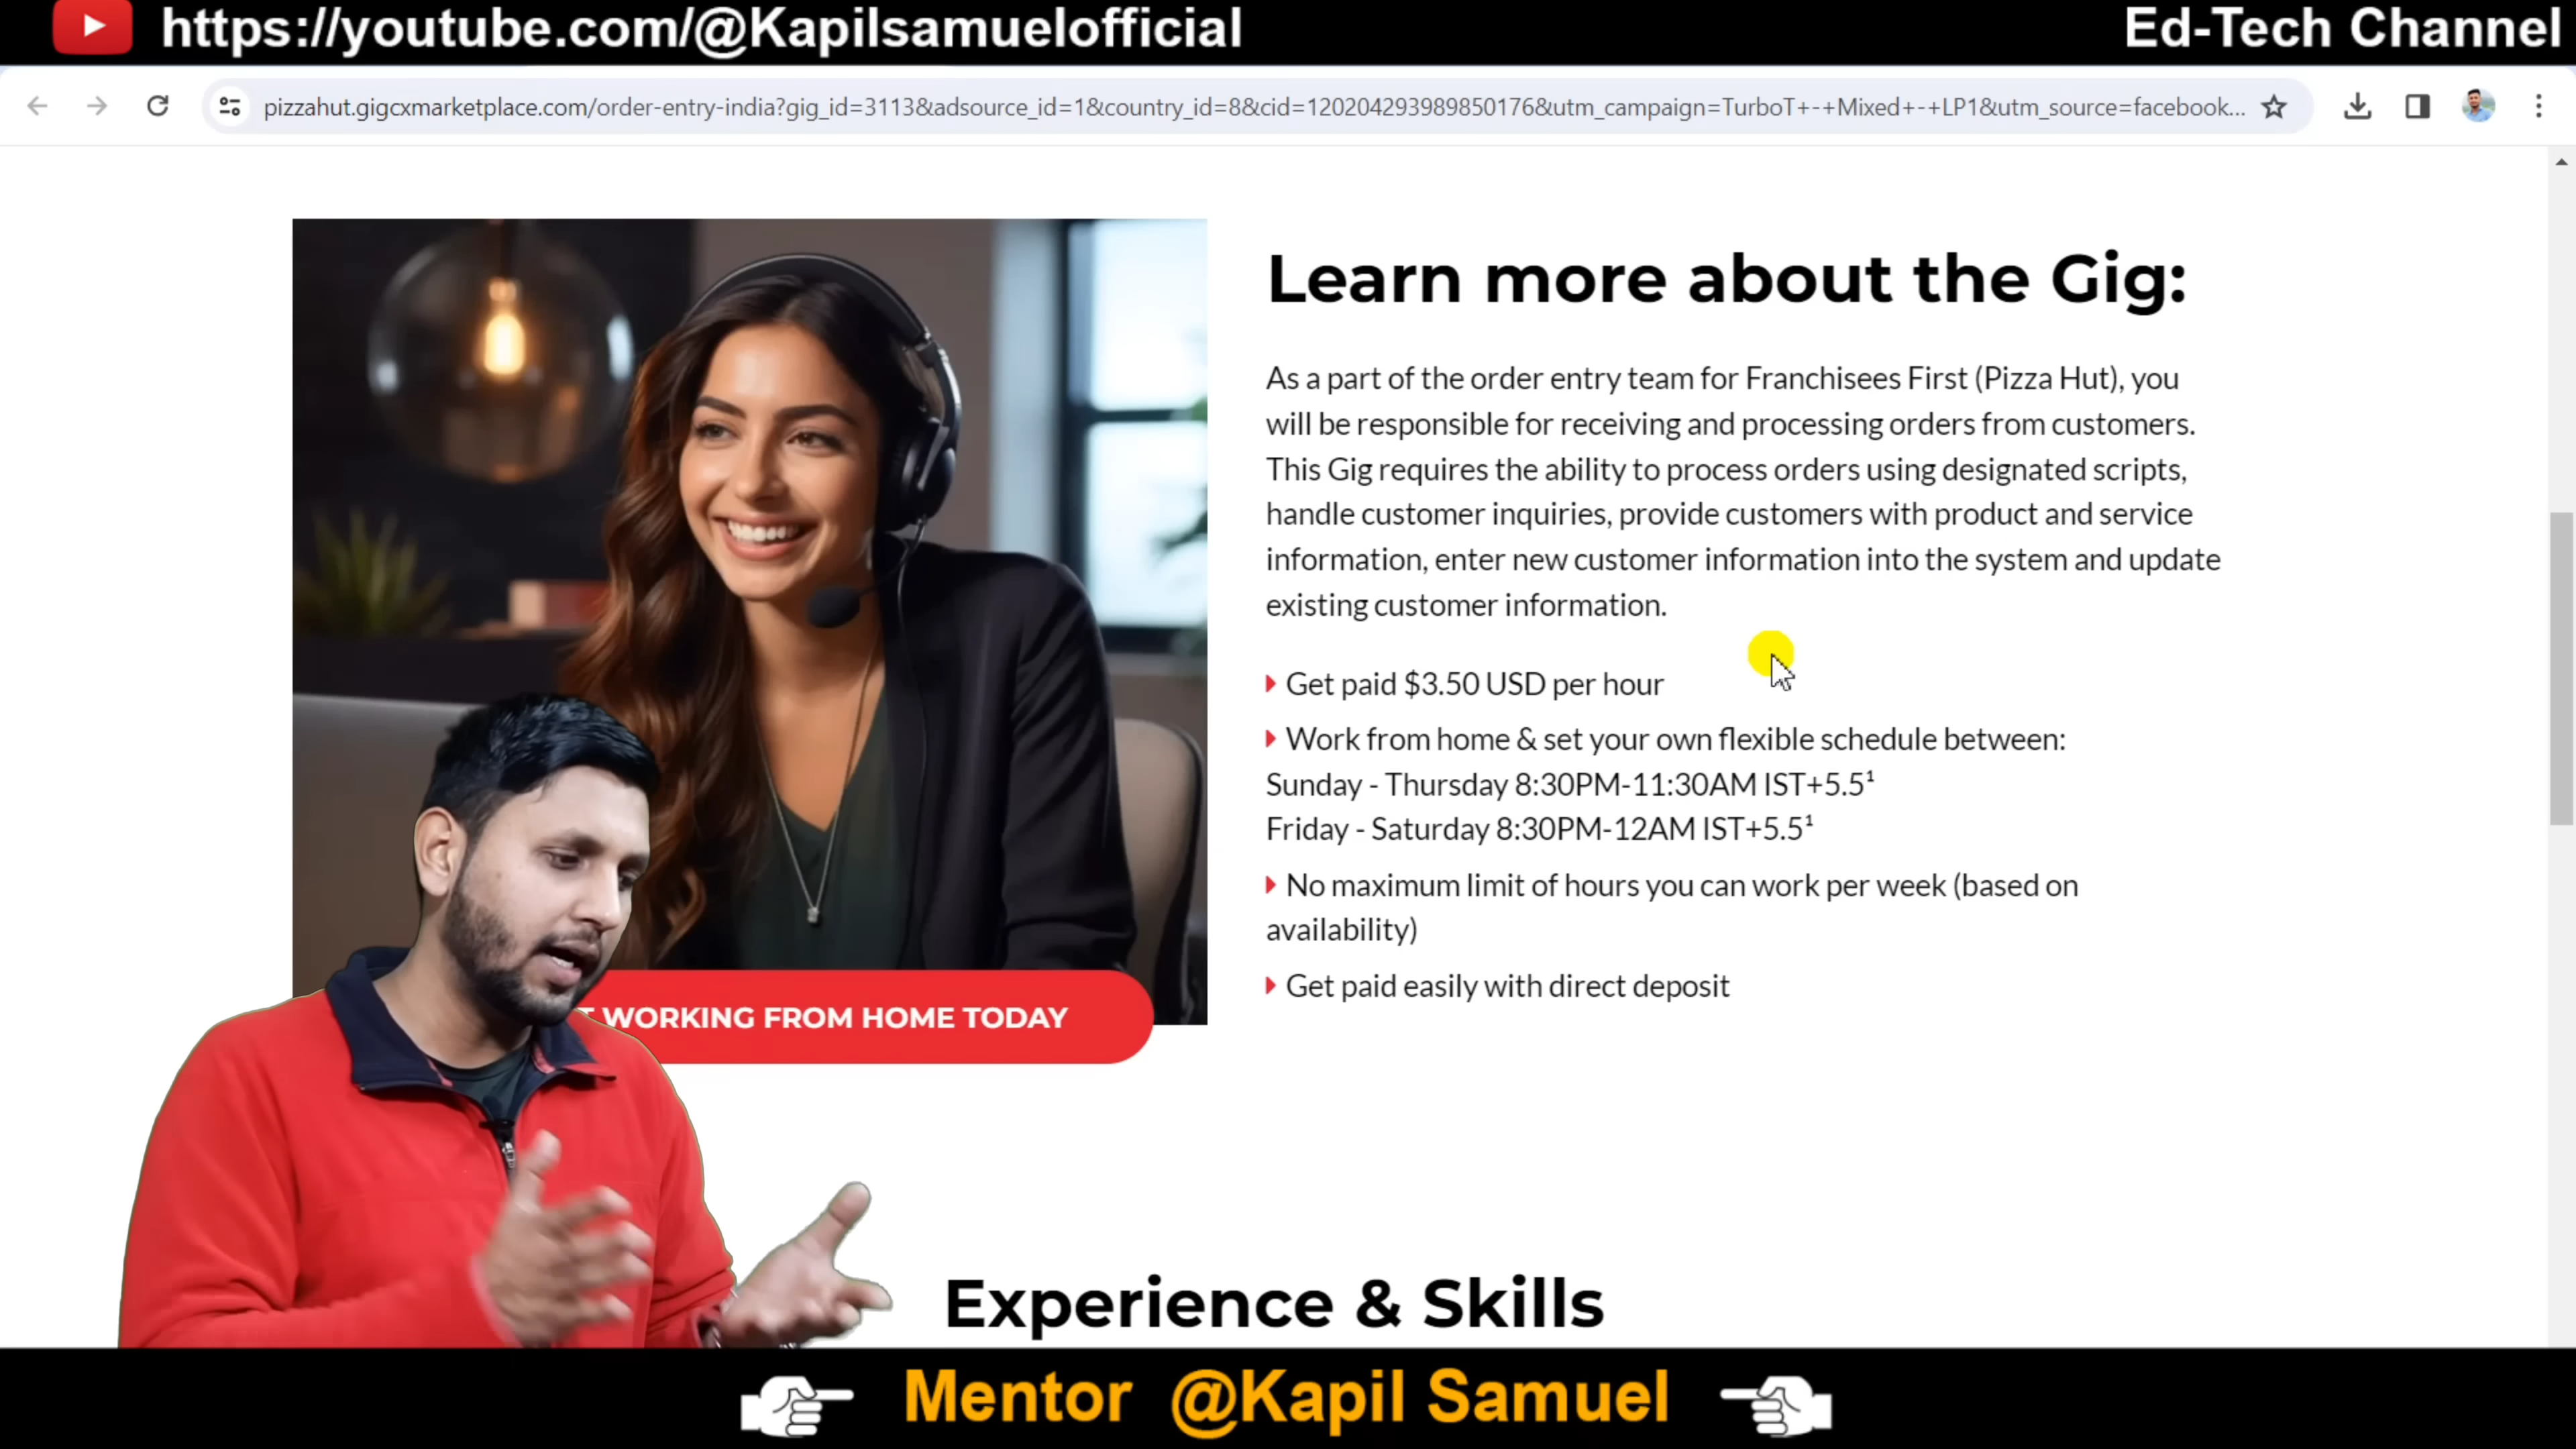 https://youtube.com/@Kapilsamuelofficial
Ed-Tech Channel
pizzahut.gigcxmarketplace.com/order-entry-india?gig_id=3113&adsource_id=1&country_id=8&cid=120204293989850176&utm_campaign=TurboT+-+Mixed+-+LP1&utm_source=facebook...
Learn more about the Gig:
As a part of the order entry team for Franchisees First (Pizza Hut), you
will be responsible for receiving and processing orders from customers.
This Gig requires the ability to process orders using designated scripts,
handle customer inquiries, provide customers with product and service
information, enter new customer information into the system and update
existing customer information.
Get paid $3.50 USD per hour
Work from home & set your own flexible schedule between:
Sunday - Thursday 8:30PM-11:30AM IST+5.5¹
Friday - Saturday 8:30PM-12AM IST+5.5¹
No maximum limit of hours you can work per week (based on
availability)
Get paid easily with direct deposit
WORKING FROM HOME TODAY
Experience & Skills
Mentor @Kapil Samuel